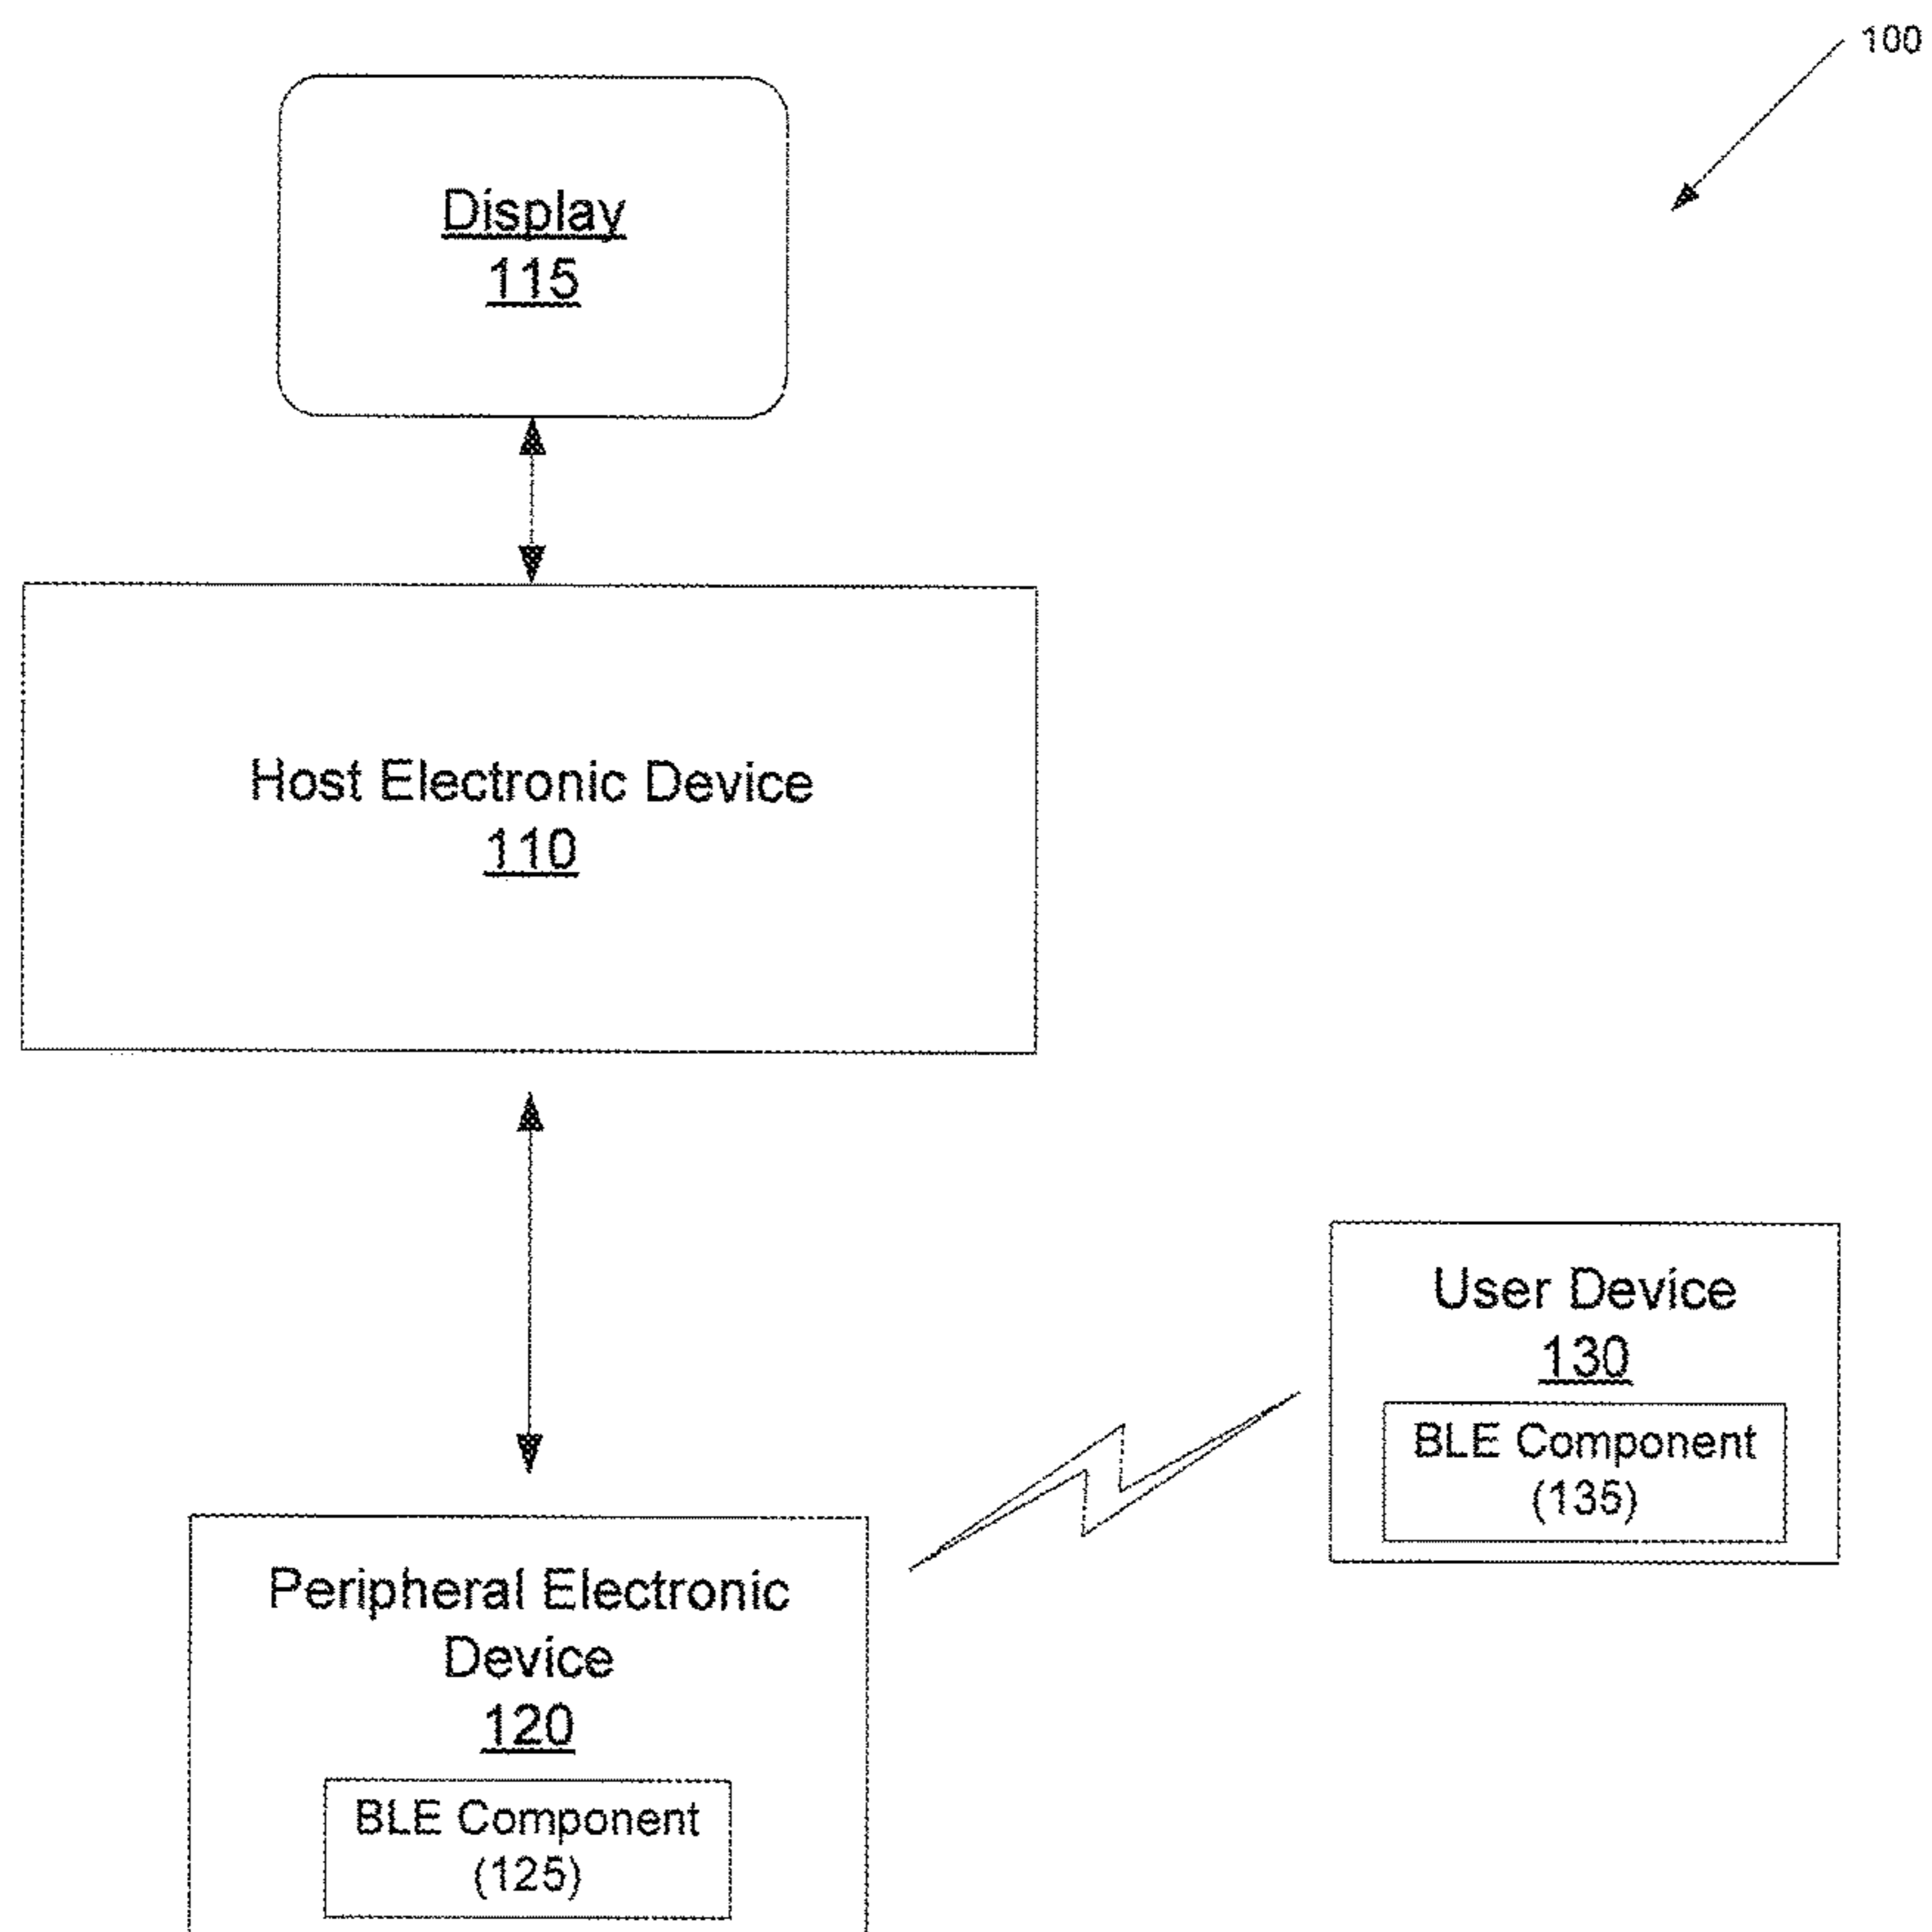 100
Display
115
Host Electronic Device
110
User Device
130
BLE Component
(135)
Peripheral Electronic
Device
120
BLE Component
(125)